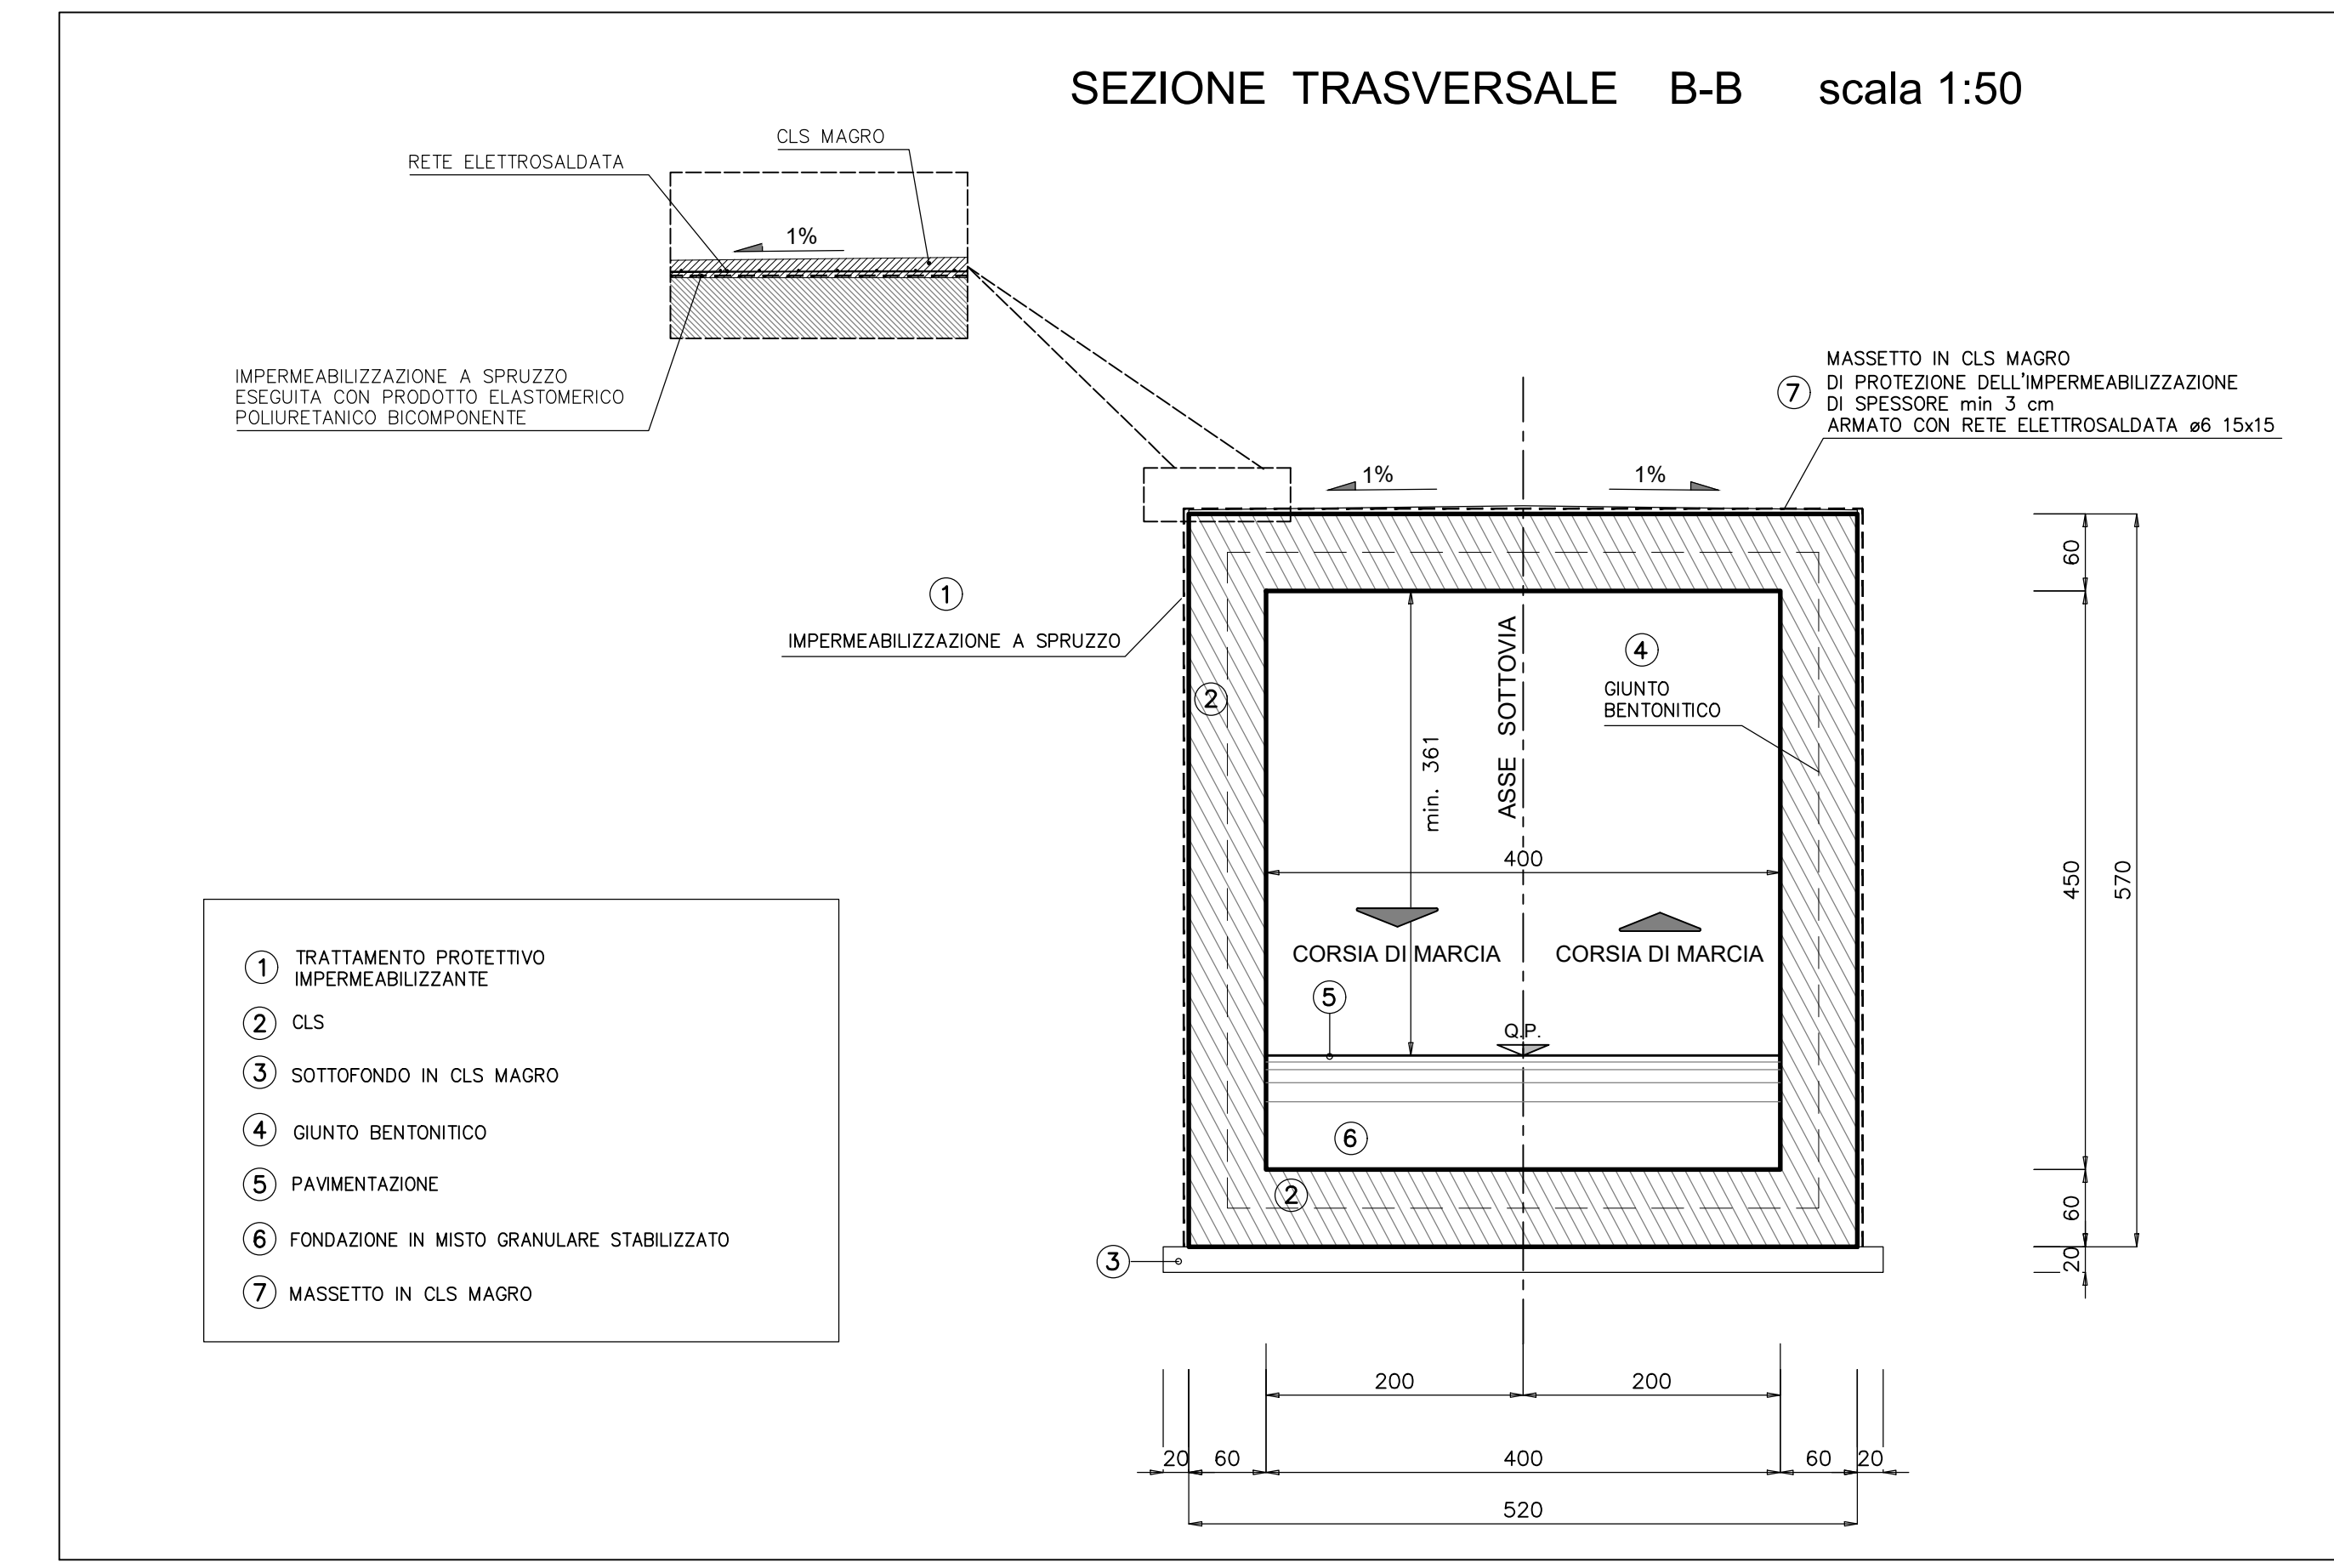 SEZIONE TRASVERSALE B-B scala 1:50
CLS MAGRO
RETE ELETTROSALDATA
1%
IMPERMEABILIZZAZIONE A SPRUZZO
ESEGUITA CON PRODOTTO ELASTOMERICO
POLIURETANICO BICOMPONENTE
7
MASSETTO IN CLS MAGRO
DI PROTEZIONE DELL'IMPERMEABILIZZAZIONE
DI SPESSORE min 3 cm
ARMATO CON RETE ELETTROSALDATA ø6 15x15
1%
1%
1
IMPERMEABILIZZAZIONE A SPRUZZO
2
ASSE SOTTOVIA
4
GIUNTO
BENTONITICO
min. 361
400
CORSIA DI MARCIA
CORSIA DI MARCIA
5
Q.P.
6
2
3
60
450
570
60
20
200
200
20
60
400
60
20
520
1 TRATTAMENTO PROTETTIVO
IMPERMEABILIZZANTE
2 CLS
3 SOTTOFONDO IN CLS MAGRO
4 GIUNTO BENTONITICO
5 PAVIMENTAZIONE
6 FONDAZIONE IN MISTO GRANULARE STABILIZZATO
7 MASSETTO IN CLS MAGRO